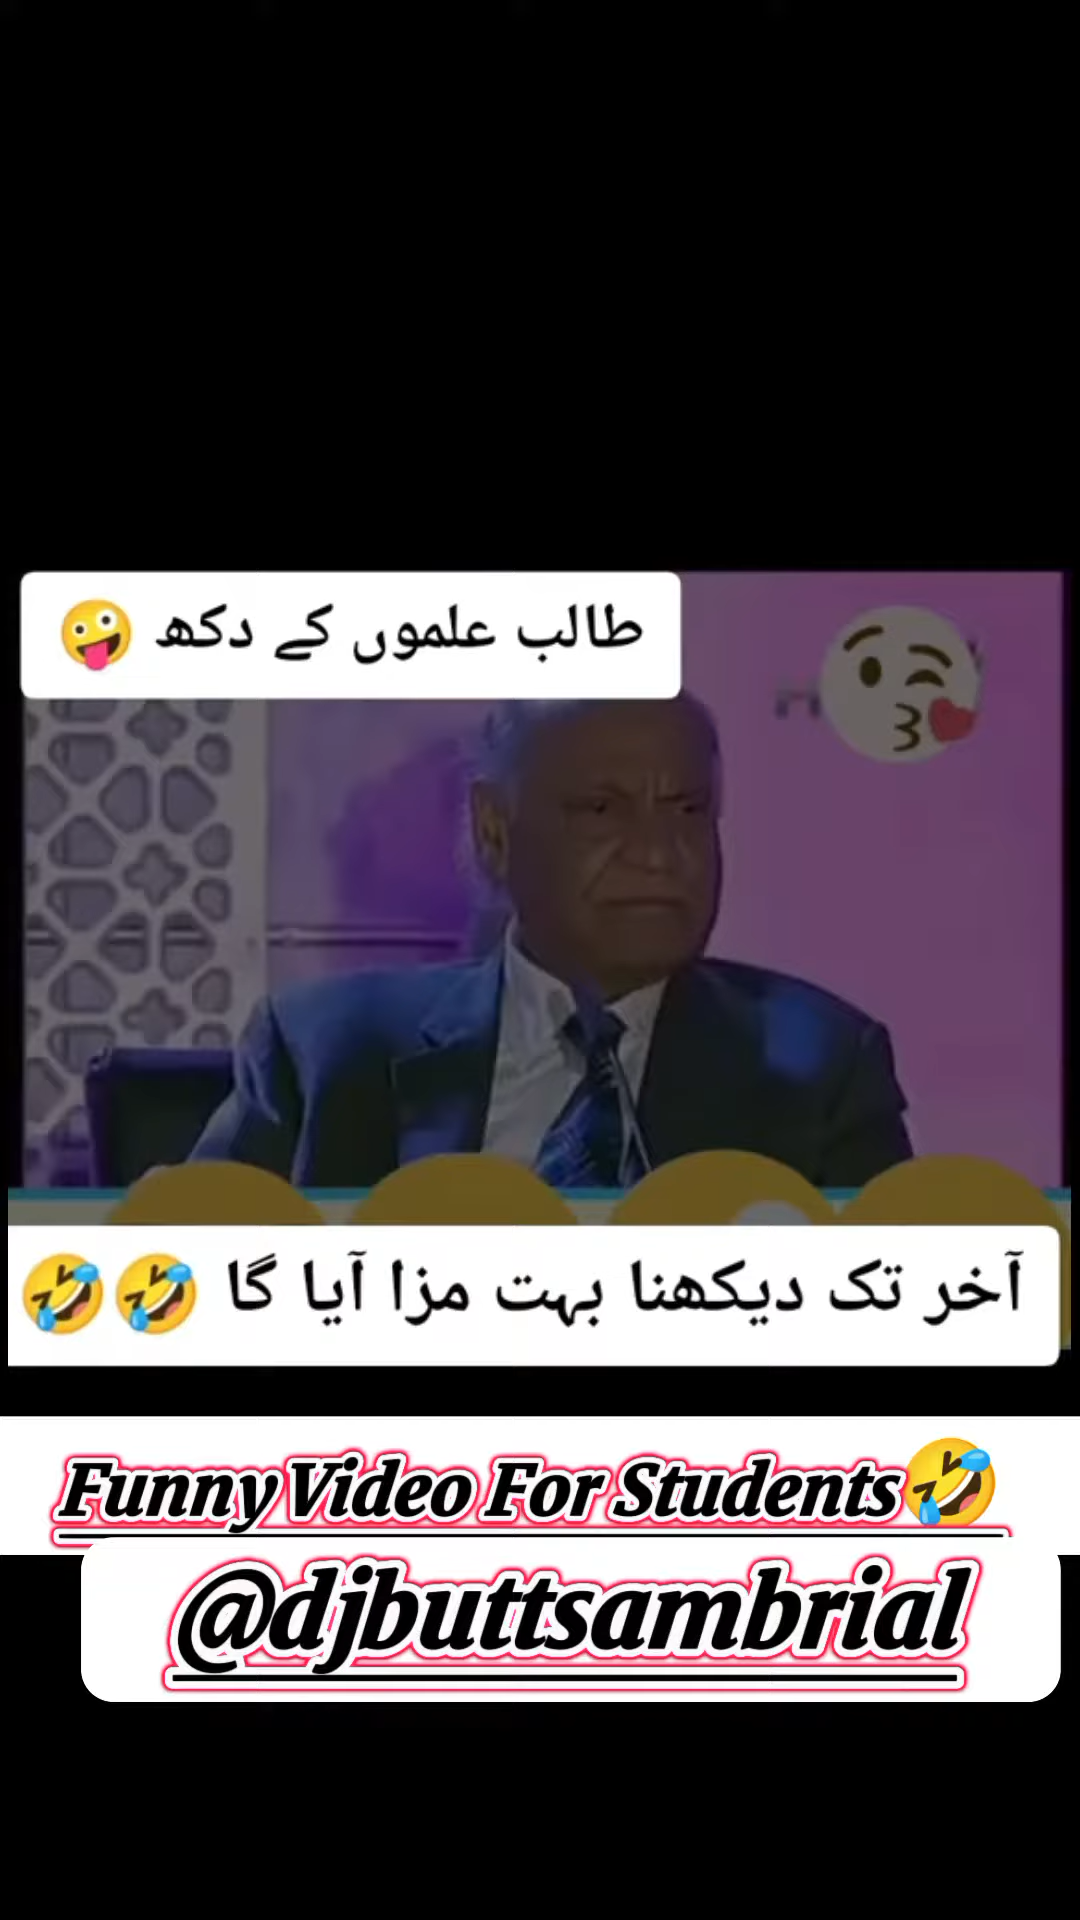 طالب علموں کے دکھ 🤪
آخر تک دیکھنا بہت مزا آیا گا 🤣🤣
Funny Video For Students🤣
@djbuttsambrial